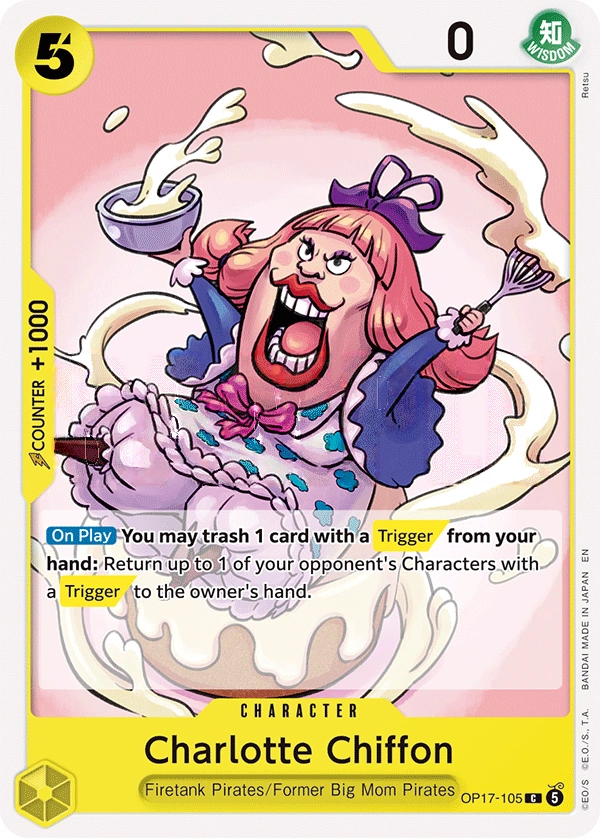 5
0
知
WISDOM
Retsu
COUNTER +1000
On Play You may trash 1 card with a Trigger from your
hand: Return up to 1 of your opponent's Characters with
a Trigger to the owner's hand.
CHARACTER
Charlotte Chiffon
Firetank Pirates/Former Big Mom Pirates
OP17-105 C 5
©EO/S ©E.O./S., T.A. BANDAI MADE IN JAPAN EN